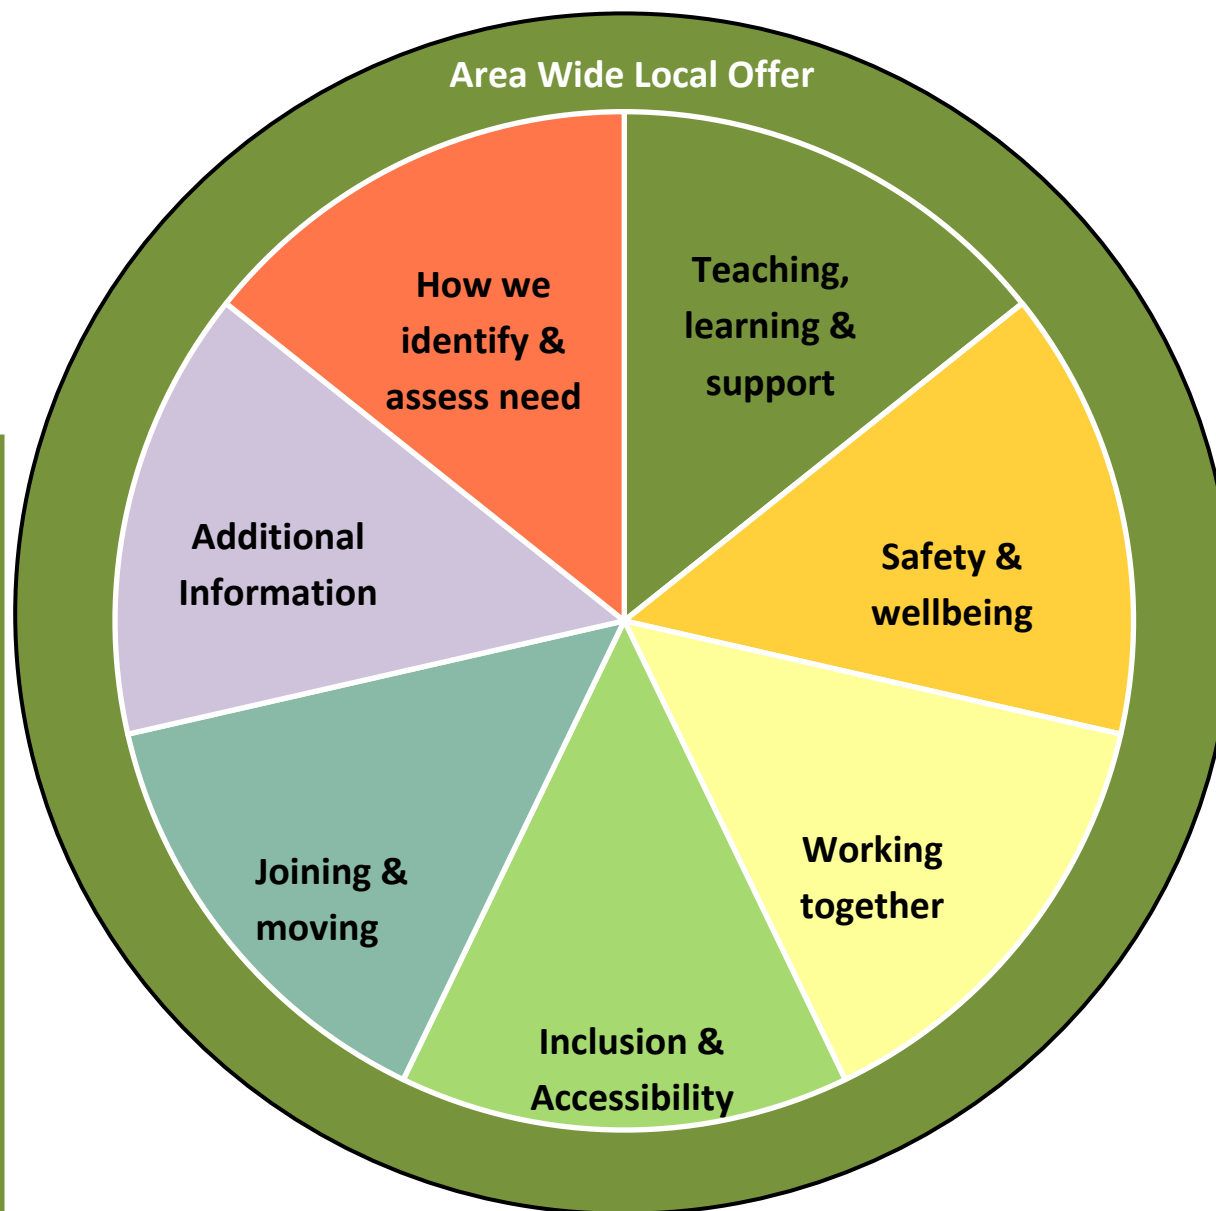 Area Wide Local Offer
How we
identify &
assess need
Teaching,
learning &
support
Additional
Information
Safety &
wellbeing
Joining &
moving
Working
together
Inclusion &
Accessibility